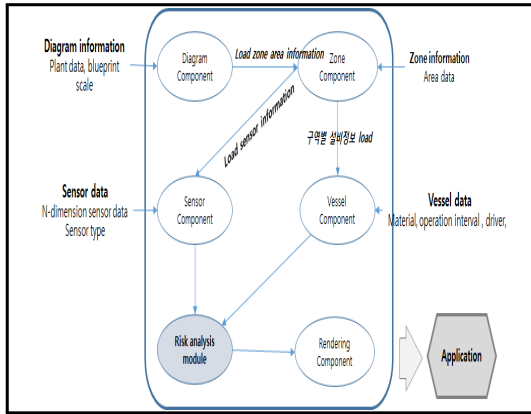 Diagram information
Plant data, blueprint
scale
Diagram
Component
Load zone area information
Zone
Component
Zone information
Area data
Load sensor information
구역별 설비정보 load
Sensor data
N-dimension sensor data
Sensor type
Sensor
Component
Vessel
Component
Vessel data
Material, operation interval , driver,
Risk analysis
module
Rendering
Component
Application